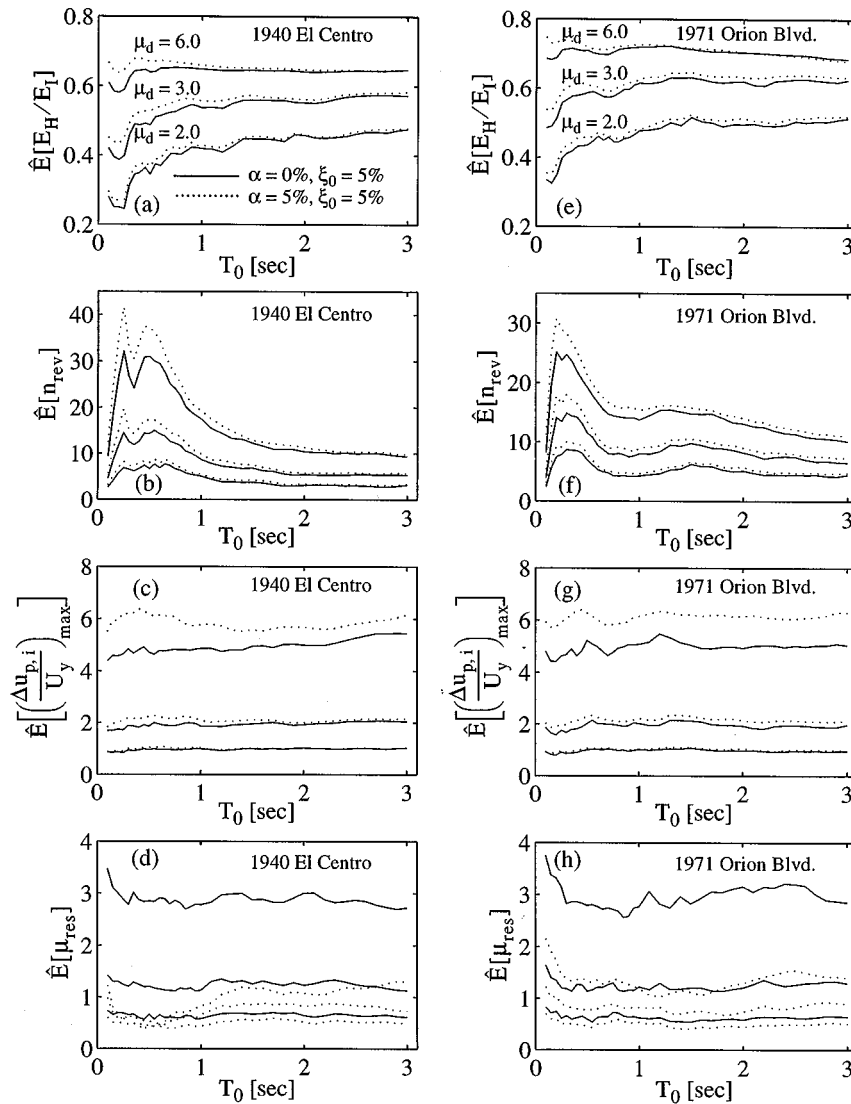 0.8
1940 El Centro
μd = 6.0
0.6
μd = 3.0
Ê[EH/EI]
0.4
μd = 2.0
α = 0%, ξ0 = 5%
α = 5%, ξ0 = 5%
(a)
0.2
0 1 2 3
T0 [sec]
0.8
1971 Orion Blvd.
μd = 6.0
0.6
μd. = 3.0
Ê[EH/EI]
μd = 2.0
0.4
(e)
0.2
0 1 2 3
T0 [sec]
1940 El Centro
40
30
Ê[nrev]
20
10
(b)
0
0 1 2 3
T0 [sec]
1971 Orion Blvd.
30
20
Ê[nrev]
10
(f)
0
0 1 2 3
T0 [sec]
8
(c)
1940 El Centro
6
4
Ê[(Δup,i/Uy)max]
2
0
0 1 2 3
T0 [sec]
8
(g)
1971 Orion Blvd.
6
4
Ê[(Δup,i/Uy)max]
2
0
0 1 2 3
T0 [sec]
4
(d)
1940 El Centro
3
2
Ê[μres]
1
0
0 1 2 3
T0 [sec]
4
(h)
1971 Orion Blvd.
3
2
Ê[μres]
1
0
0 1 2 3
T0 [sec]